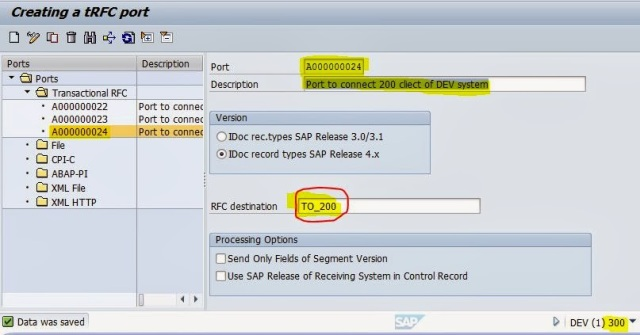 Creating a tRFC port
Ports
Description
Ports
Transactional RFC
A000000022
Port to connec
A000000023
Port to connec
A000000024
Port to connec
File
CPI-C
ABAP-PI
XML File
XML HTTP
Port
A000000024
Description
Port to connect 200 cliect of DEV system
Version
IDoc rec.types SAP Release 3.0/3.1
IDoc record types SAP Release 4.x
RFC destination
TO_200
Processing Options
Send Only Fields of Segment Version
Use SAP Release of Receiving System in Control Record
Data was saved
SAP
DEV (1) 300